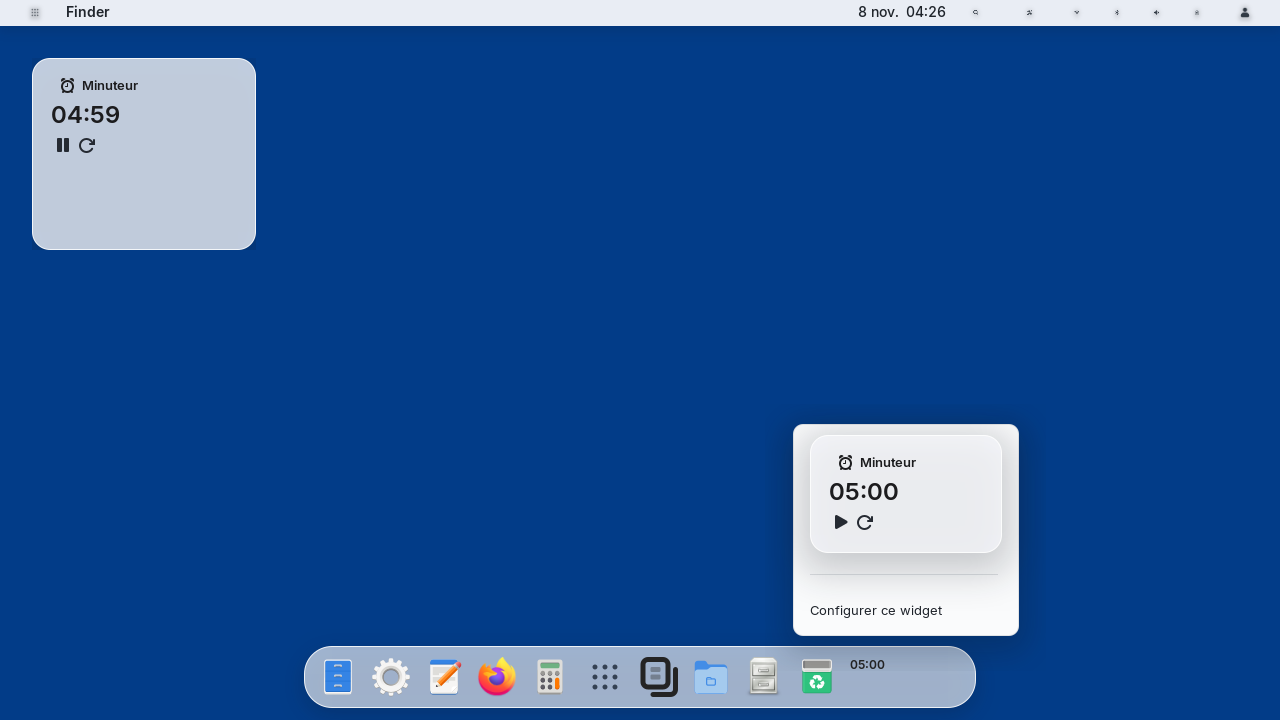 Finder
8 nov. 04:26
Minuteur
04:59
Minuteur
05:00
Configurer ce widget
05:00